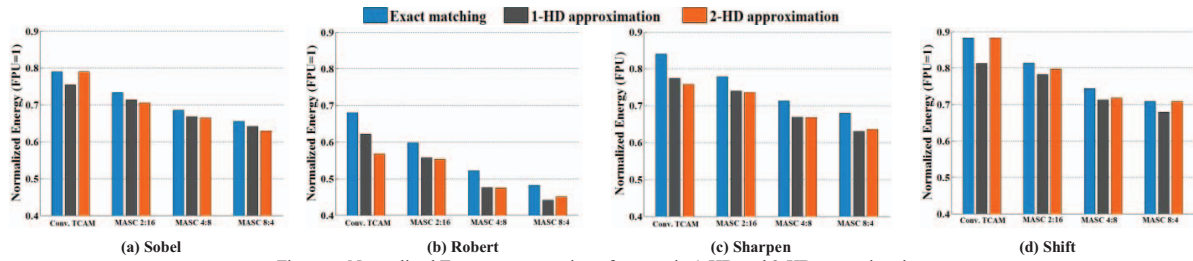 Exact matching 1-HD approximation 2-HD approximation
Normalized Energy (FPU=1)
0.9
0.8
0.7
0.6
0.5
0.4
Conv. TCAM MASC 2:16 MASC 4:8 MASC 8:4
(a) Sobel
Normalized Energy (FPU=1)
0.9
0.8
0.7
0.6
0.5
0.4
Conv. TCAM MASC 2:16 MASC 4:8 MASC 8:4
(b) Robert
Normalized Energy (FPU)
0.9
0.8
0.7
0.6
0.5
0.4
Conv. TCAM MASC 2:16 MASC 4:8 MASC 8:4
(c) Sharpen
Normalized Energy (FPU=1)
0.9
0.8
0.7
0.6
0.5
0.4
Conv. TCAM MASC 2:16 MASC 4:8 MASC 8:4
(d) Shift